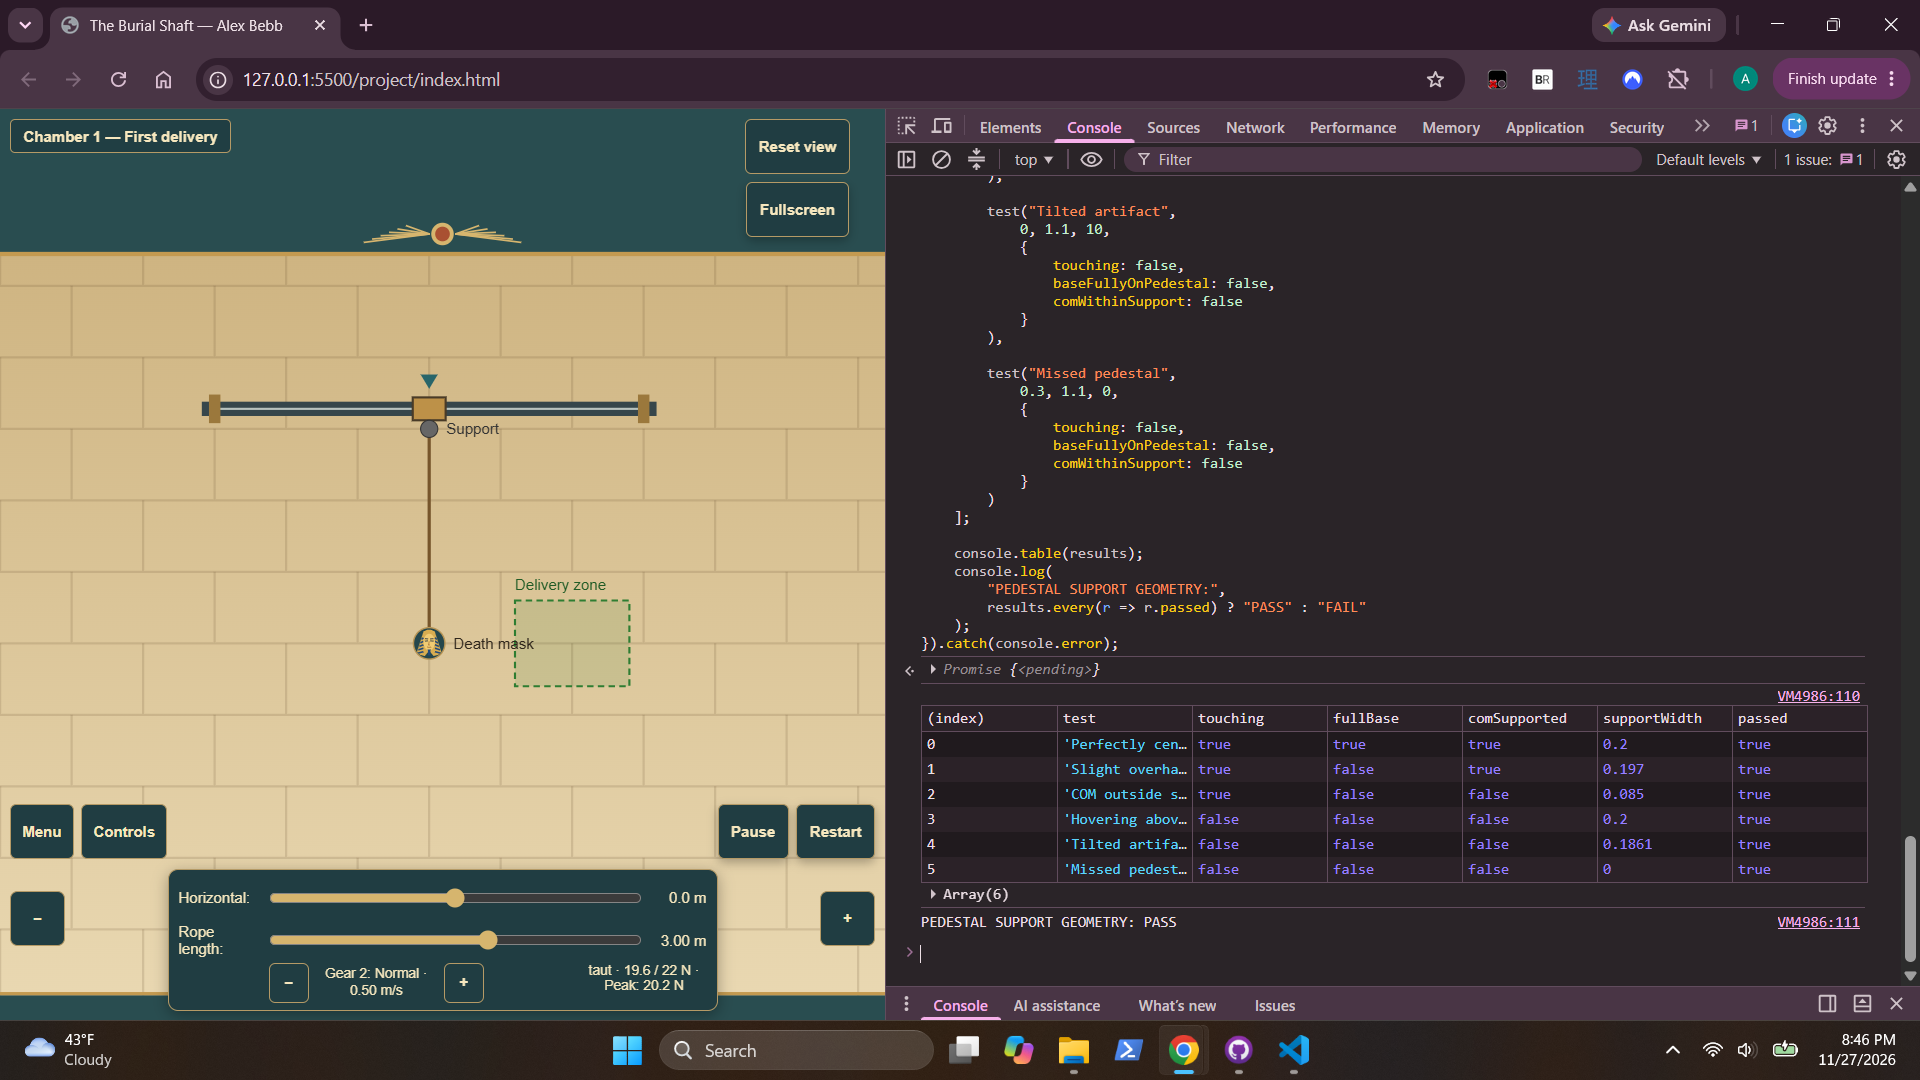 The Burial Shaft — Alex Bebb
Ask Gemini
127.0.0.1:5500/project/index.html
BR
理
A
Finish update
Chamber 1 — First delivery
Reset view
Fullscreen
Support
Delivery zone
Death mask
Menu
Controls
Pause
Restart
Horizontal:
0.0 m
Rope length:
3.00 m
−
+
−
Gear 2: Normal ·
0.50 m/s
+
taut · 19.6 / 22 N ·
Peak: 20.2 N
Elements
Console
Sources
Network
Performance
Memory
Application
Security
1
top
Filter
Default levels
1 issue:
1
),
test("Tilted artifact",
0, 1.1, 10,
{
touching: false,
baseFullyOnPedestal: false,
comWithinSupport: false
}
),
test("Missed pedestal",
0.3, 1.1, 0,
{
touching: false,
baseFullyOnPedestal: false,
comWithinSupport: false
}
)
];
console.table(results);
console.log(
"PEDESTAL SUPPORT GEOMETRY:",
results.every(r => r.passed) ? "PASS" : "FAIL"
);
}).catch(console.error);
Promise {<pending>}
VM4986:110
(index) test touching fullBase comSupported supportWidth passed
0 'Perfectly cen… true true true 0.2 true
1 'Slight overha… true false true 0.197 true
2 'COM outside s… true false false 0.085 true
3 'Hovering abov… false false false 0.2 true
4 'Tilted artifa… false false false 0.1861 true
5 'Missed pedest… false false false 0 true
Array(6)
PEDESTAL SUPPORT GEOMETRY: PASS
VM4986:111
Console
AI assistance
What's new
Issues
43°F
Cloudy
Search
8:46 PM
11/27/2026